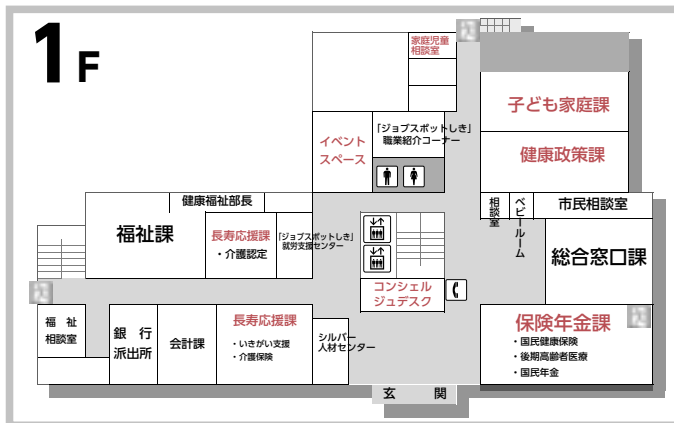 1F
家庭児童
相談室
子ども家庭課
イベント
スペース
「ジョブスポットしき」
職業紹介コーナー
健康政策課
健康福祉部長
相談室
ベビールーム
市民相談室
福祉課
長寿応援課
・介護認定
「ジョブスポットしき」
就労支援センター
総合窓口課
コンシェル
ジュデスク
福祉
相談室
銀行
派出所
会計課
長寿応援課
・いきがい支援
・介護保険
シルバー
人材センター
保険年金課
・国民健康保険
・後期高齢者医療
・国民年金
玄関